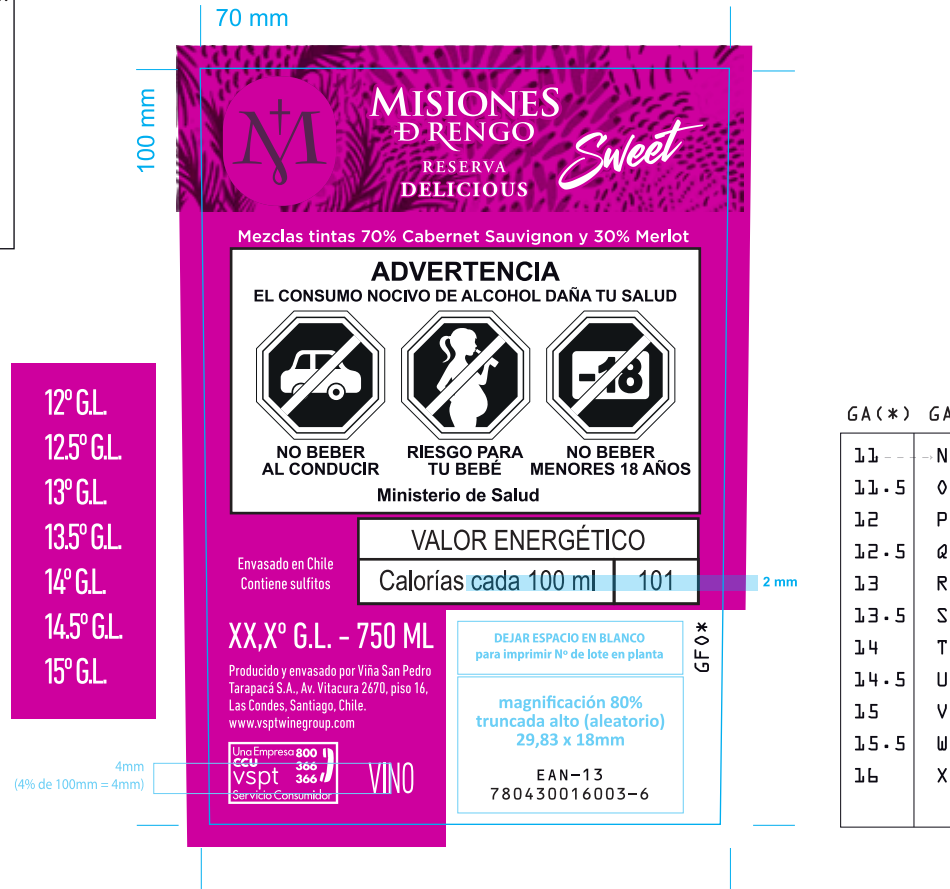 70 mm
100 mm
MISIONES
D RENGO
RESERVA
DELICIOUS
Sweet
Mezclas tintas 70% Cabernet Sauvignon y 30% Merlot
ADVERTENCIA
EL CONSUMO NOCIVO DE ALCOHOL DAÑA TU SALUD
-18
NO BEBER
AL CONDUCIR
RIESGO PARA
TU BEBÉ
NO BEBER
MENORES 18 AÑOS
Ministerio de Salud
VALOR ENERGÉTICO
Calorías cada 100 ml 101
2 mm
Envasado en Chile
Contiene sulfitos
XX,Xº G.L. - 750 ML
Producido y envasado por Viña San Pedro
Tarapacá S.A., Av. Vitacura 2670, piso 16,
Las Condes, Santiago, Chile.
www.vsptwinegroup.com
Una Empresa
CCU
vspt
Servicio Consumidor
800
366
366
VINO
4mm
(4% de 100mm = 4mm)
DEJAR ESPACIO EN BLANCO
para imprimir Nº de lote en planta
GFO*
magnificación 80%
truncada alto (aleatorio)
29,83 x 18mm
EAN-13
780430016003-6
12º G.L.
12.5º G.L.
13º G.L.
13.5º G.L.
14º G.L.
14.5º G.L.
15º G.L.
GA(*) GA
11 N
11.5 O
12 P
12.5 Q
13 R
13.5 S
14 T
14.5 U
15 V
15.5 W
16 X